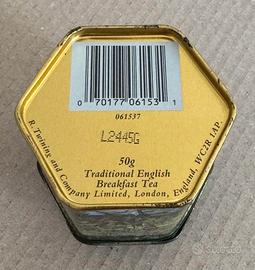 0 70177 06153 1
061537
L2445G
50g
Traditional English
Breakfast Tea
R. Twining and Company Limited, London, England, WC2R 1AP.